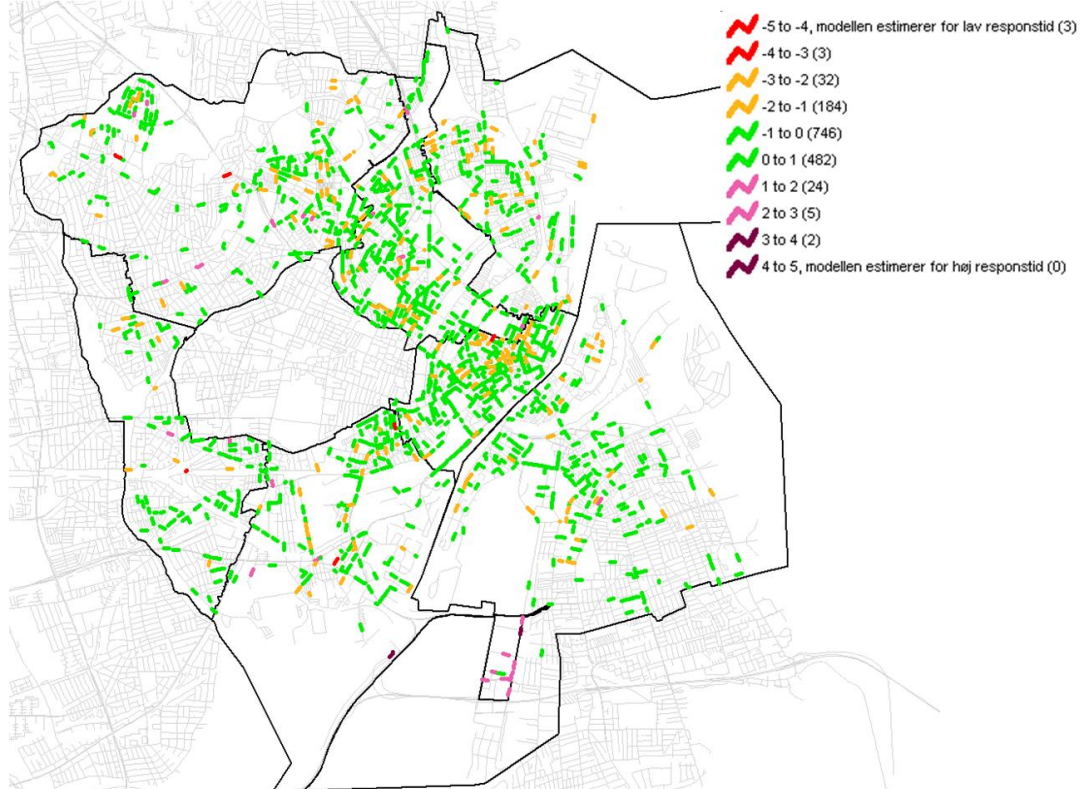 -5 to -4, modellen estimerer for lav responstid (3)
-4 to -3 (3)
-3 to -2 (32)
-2 to -1 (184)
-1 to 0 (746)
0 to 1 (482)
1 to 2 (24)
2 to 3 (5)
3 to 4 (2)
4 to 5, modellen estimerer for høj responstid (0)